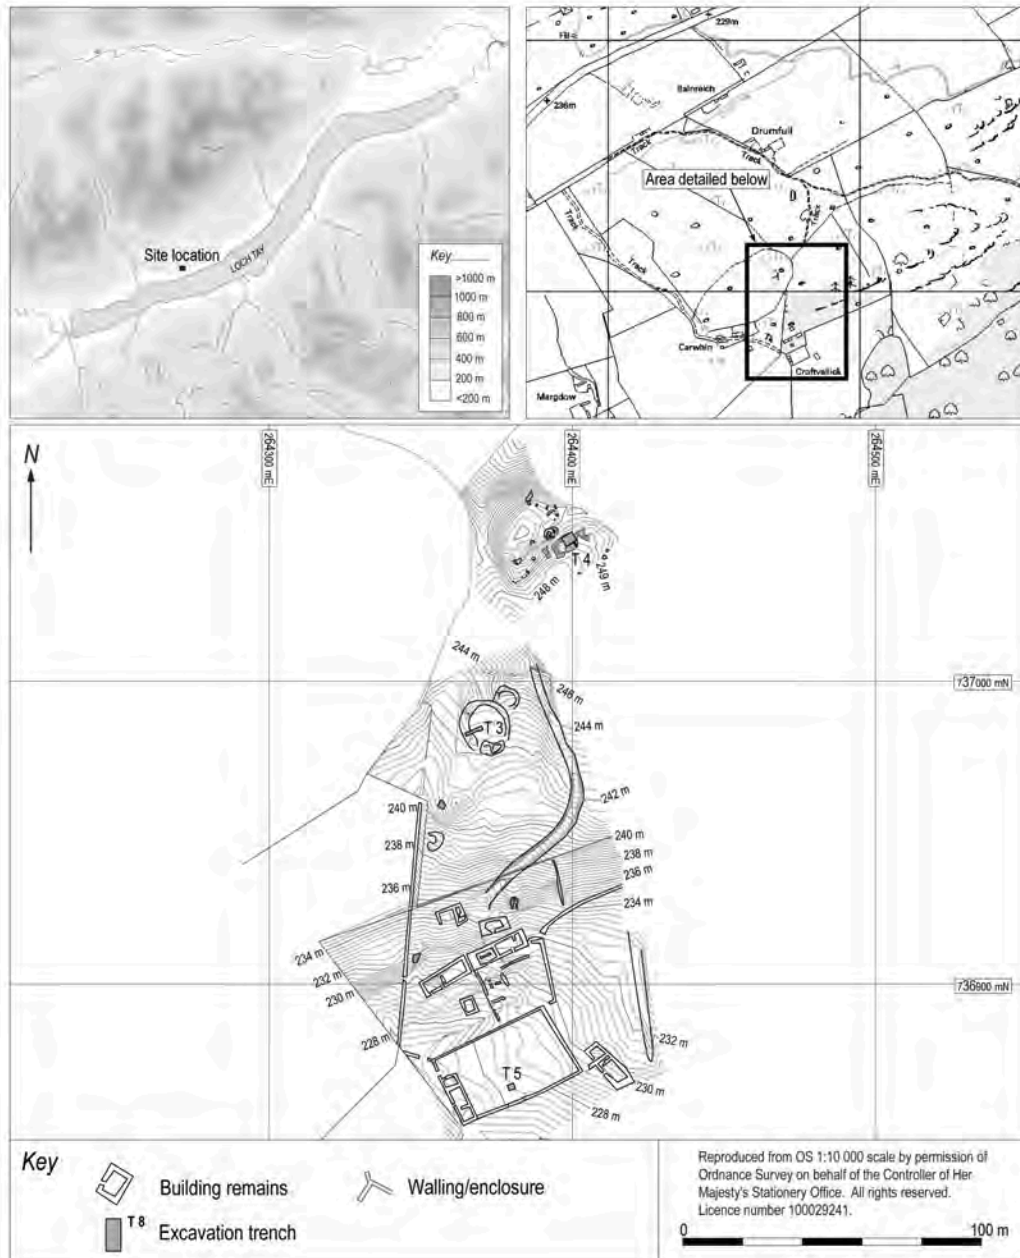 Site location
LOCH TAY
Key
>1000 m
1000 m
800 m
600 m
400 m
200 m
<200 m
229m
236m
Balnreich
Drumfuil
Track
Track
Area detailed below
Track
Track
Track
Carwhin
Croftvellick
Margdow
N
264300 mE
264400 mE
264500 mE
T 4
248 m
249 m
244 m
737000 mN
246 m
T 3
244 m
242 m
240 m
240 m
238 m
238 m
236 m
236 m
234 m
234 m
232 m
230 m
736900 mN
228 m
232 m
T 5
230 m
228 m
Key
Building remains
Walling/enclosure
T 8 Excavation trench
Reproduced from OS 1:10 000 scale by permission of
Ordnance Survey on behalf of the Controller of Her
Majesty's Stationery Office. All rights reserved.
Licence number 100029241.
0 100 m